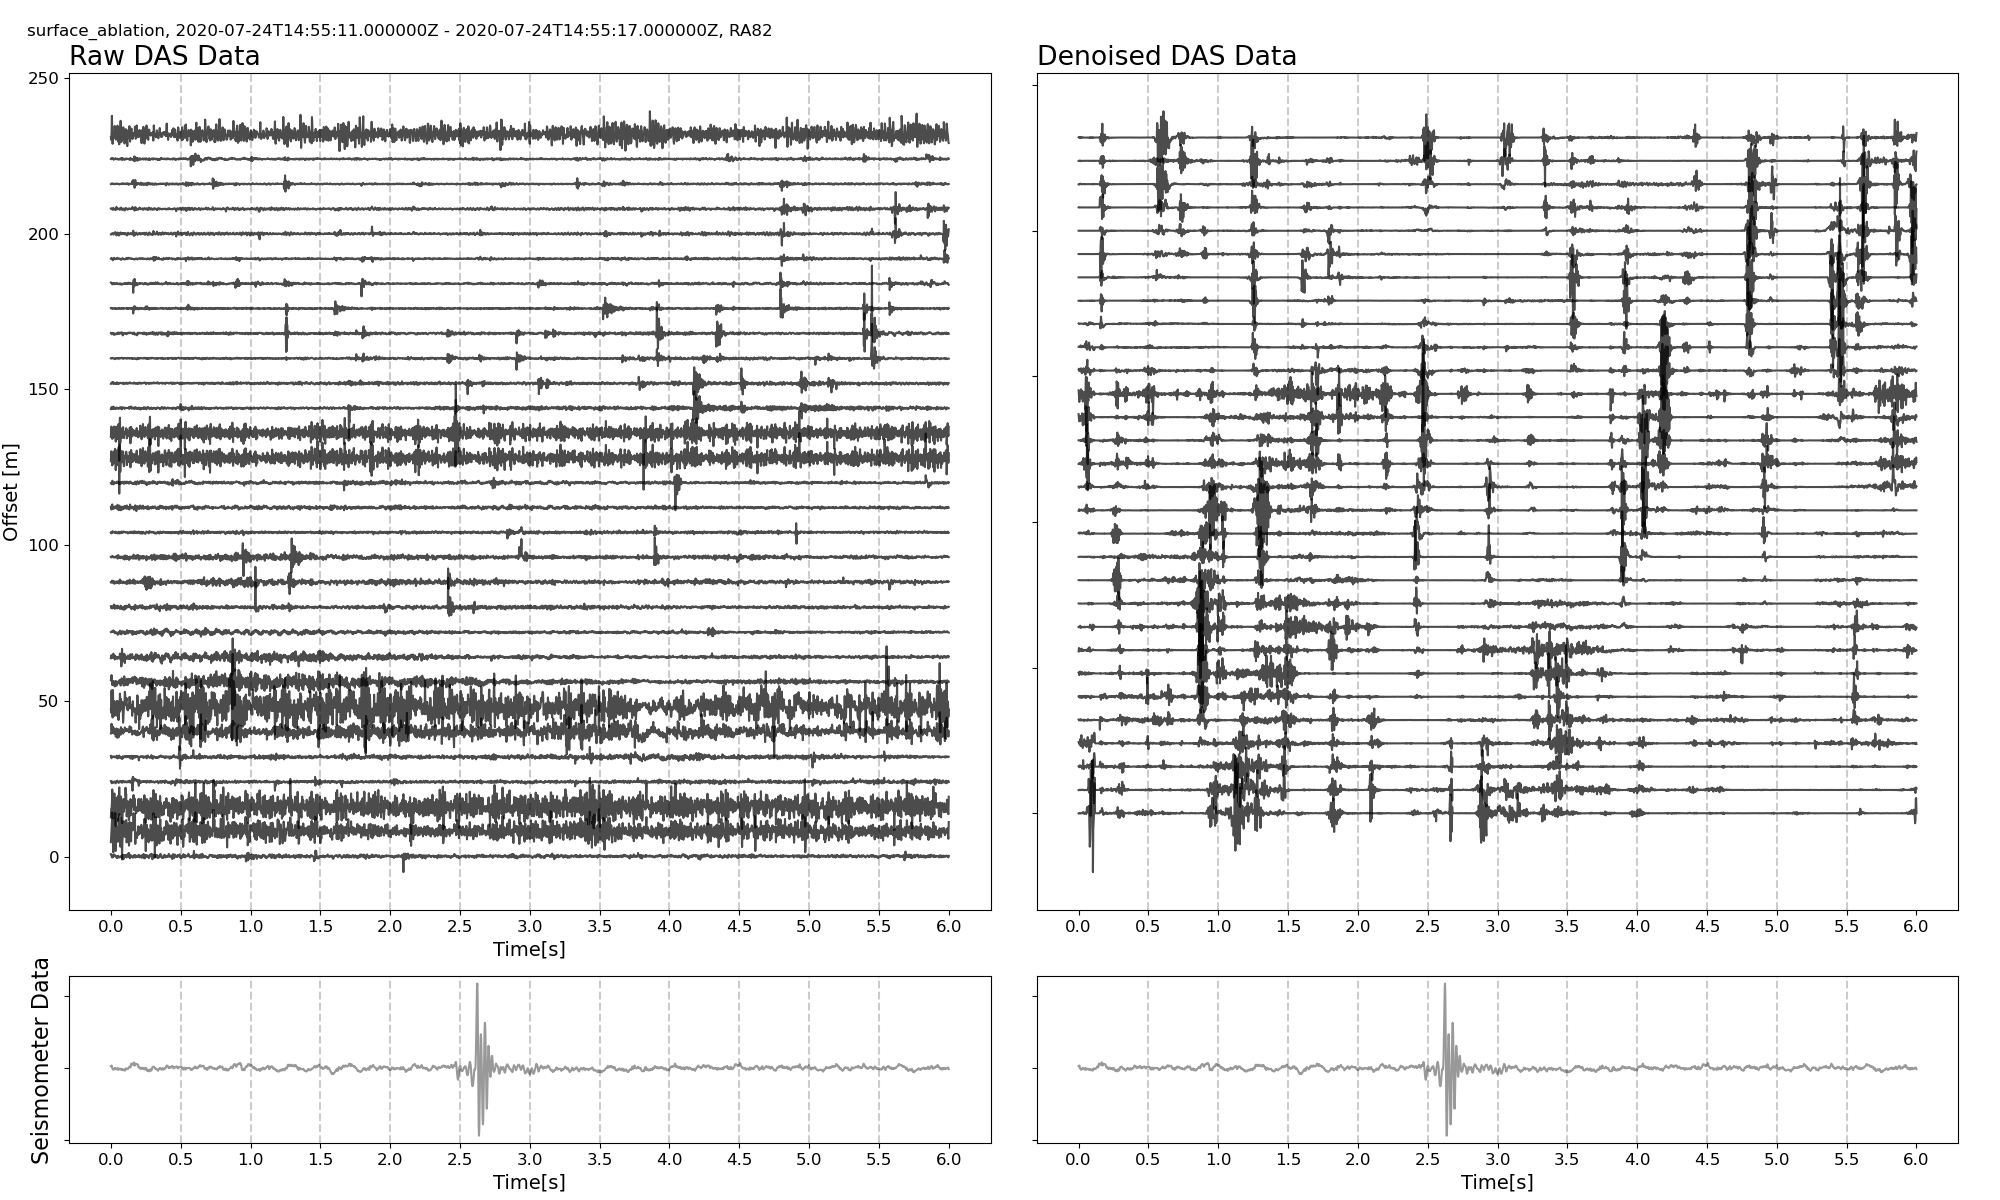 surface_ablation, 2020-07-24T14:55:11.000000Z - 2020-07-24T14:55:17.000000Z, RA82
Raw DAS Data
Denoised DAS Data
Offset [m]
250
200
150
100
50
0
0.0 0.5 1.0 1.5 2.0 2.5 3.0 3.5 4.0 4.5 5.0 5.5 6.0
Time[s]
0.0 0.5 1.0 1.5 2.0 2.5 3.0 3.5 4.0 4.5 5.0 5.5 6.0
Seismometer Data
0.0 0.5 1.0 1.5 2.0 2.5 3.0 3.5 4.0 4.5 5.0 5.5 6.0
Time[s]
0.0 0.5 1.0 1.5 2.0 2.5 3.0 3.5 4.0 4.5 5.0 5.5 6.0
Time[s]